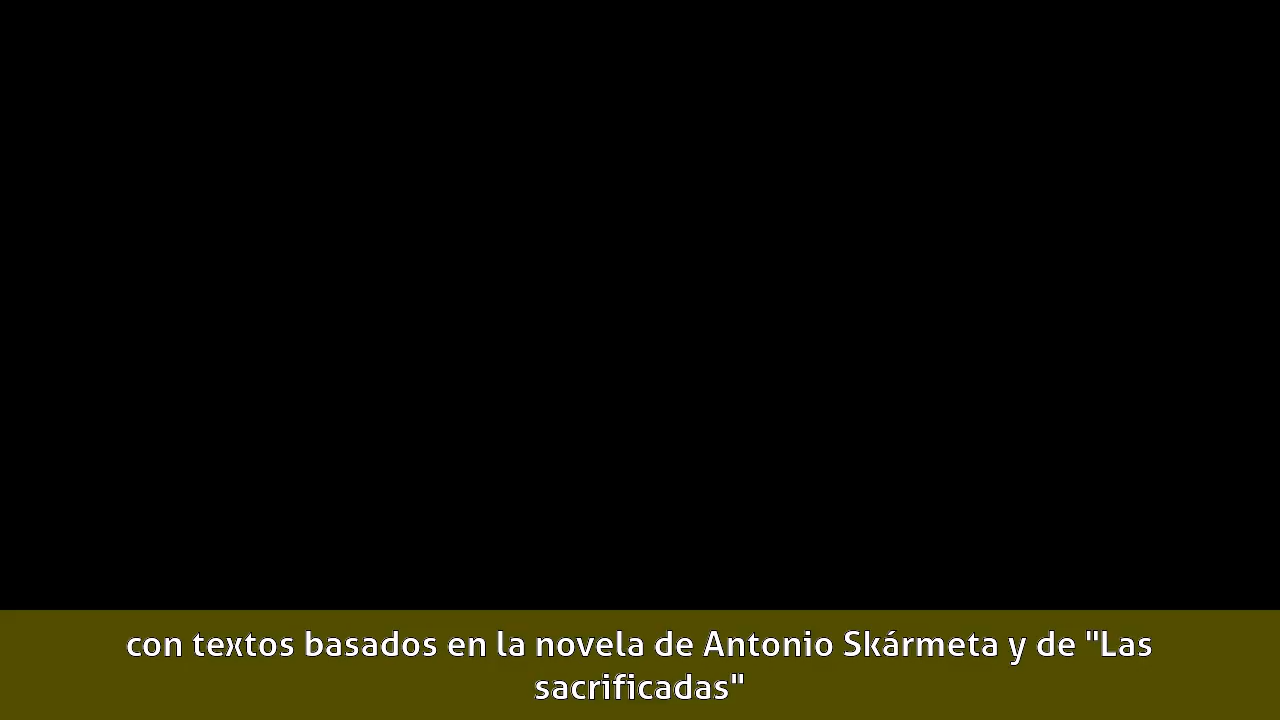 con textos basados en la novela de Antonio Skármeta y de "Las
sacrificadas"